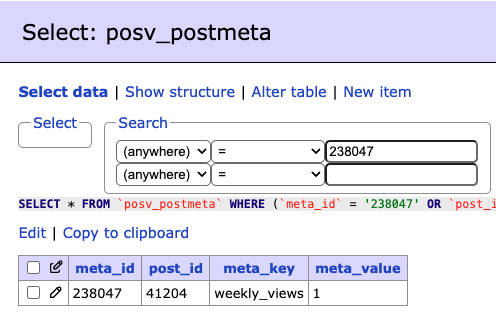 Select: posv_postmeta
Select data | Show structure | Alter table | New item
Select
Search
(anywhere) = 238047
(anywhere) =
SELECT * FROM `posv_postmeta` WHERE (`meta_id` = '238047' OR `post_i
Edit | Copy to clipboard
meta_id post_id meta_key meta_value
238047 41204 weekly_views 1